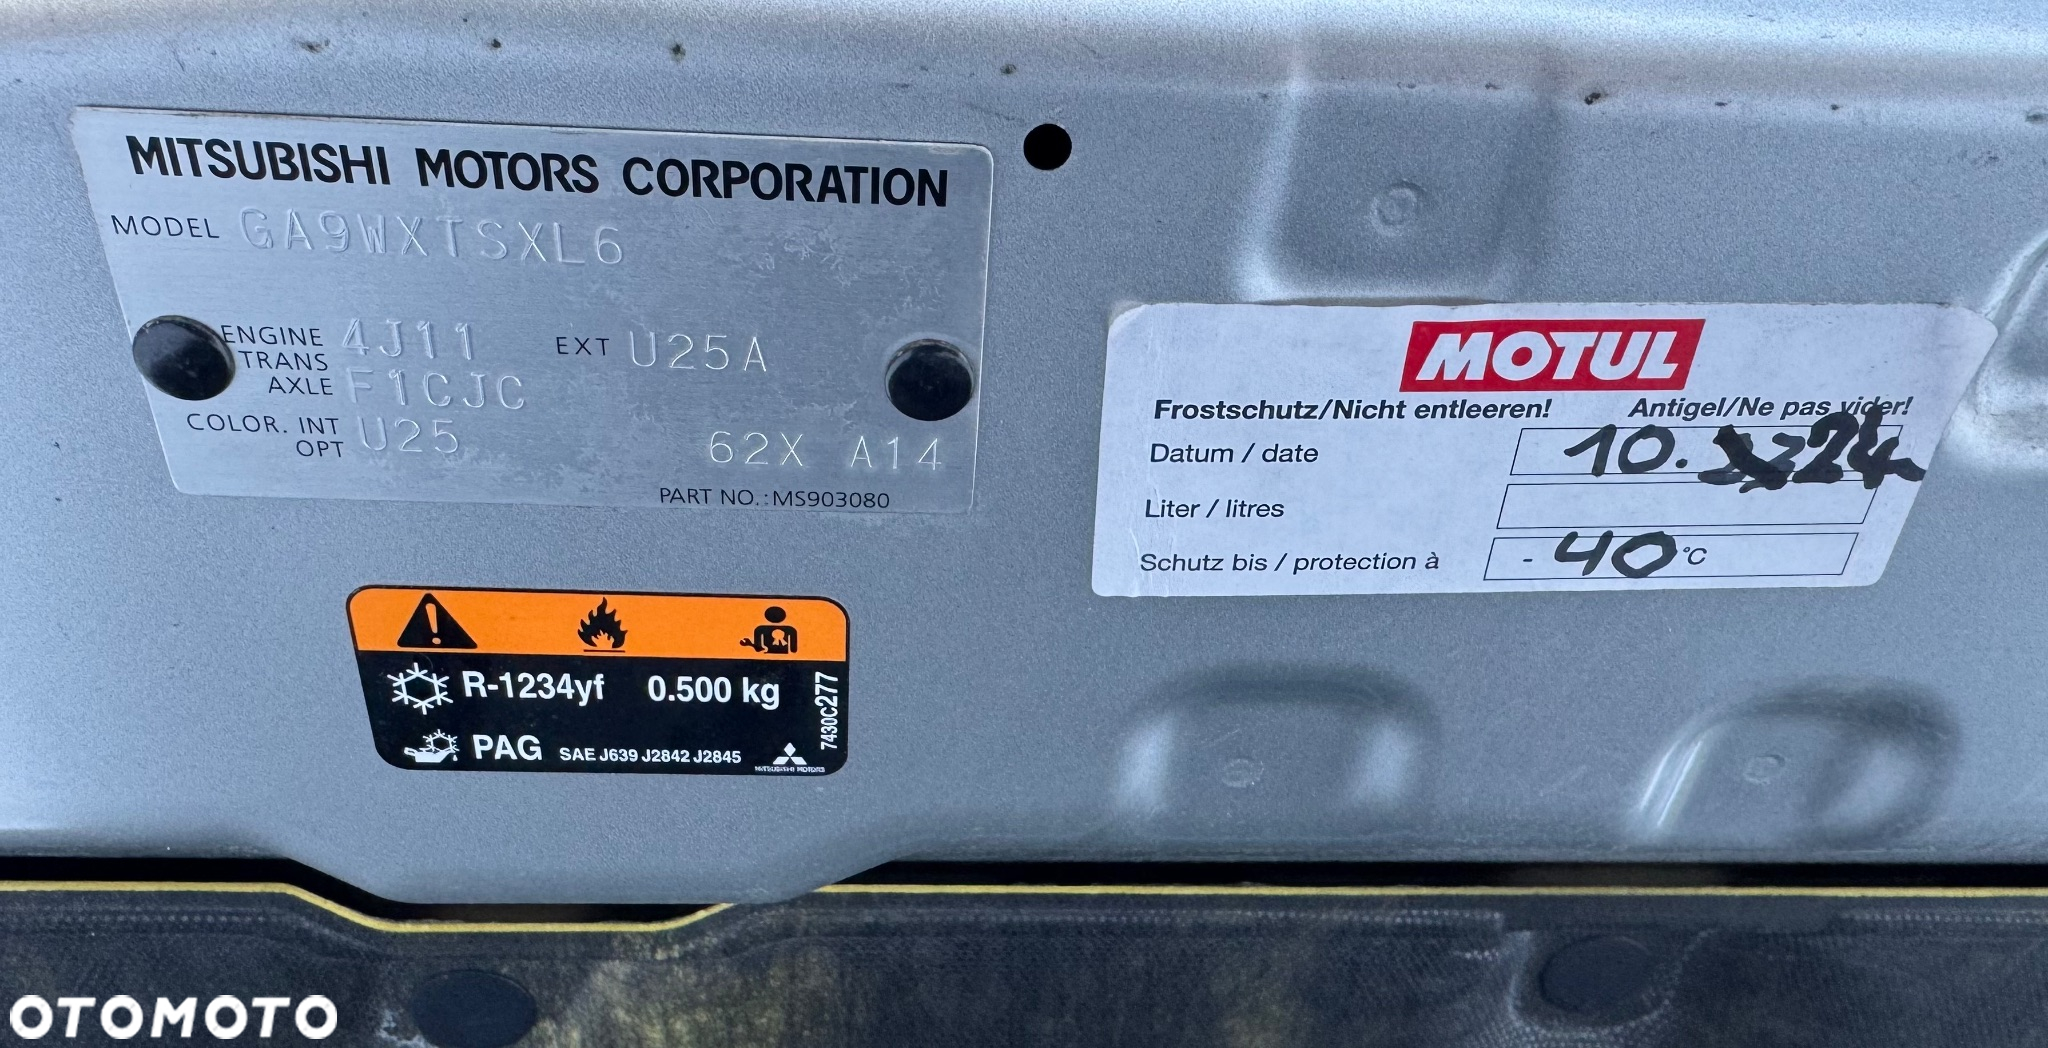 MITSUBISHI MOTORS CORPORATION
MODEL GA9WXTSXL6
ENGINE 4J11 EXT U25A
TRANS
AXLE F1CJC
COLOR. INT U25
OPT 62X A14
PART NO.: MS903080
MOTUL
Frostschutz/Nicht entleeren! Antigel/Ne pas vider!
Datum / date 10. 24
Liter / litres
Schutz bis / protection à - 40 °C
R-1234yf 0.500 kg
PAG SAE J639 J2842 J2845
MITSUBISHI MOTORS
7430C277
OTOMOTO